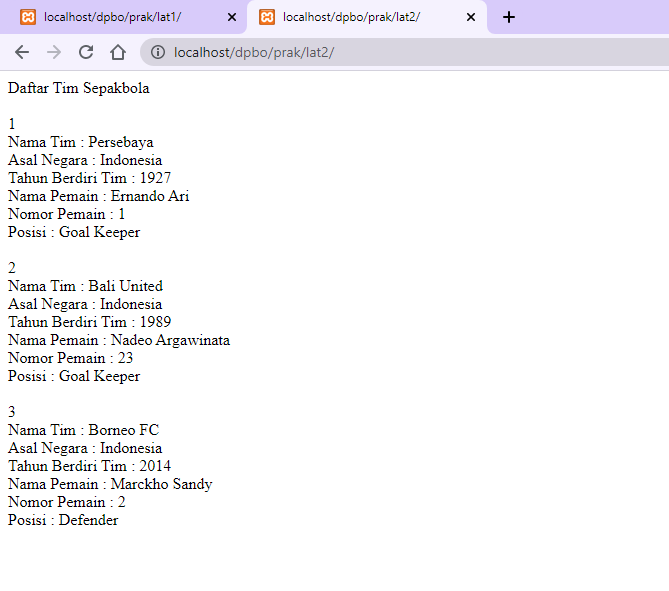 localhost/dpbo/prak/lat1/
localhost/dpbo/prak/lat2/
localhost/dpbo/prak/lat2/
Daftar Tim Sepakbola
1
Nama Tim : Persebaya
Asal Negara : Indonesia
Tahun Berdiri Tim : 1927
Nama Pemain : Ernando Ari
Nomor Pemain : 1
Posisi : Goal Keeper
2
Nama Tim : Bali United
Asal Negara : Indonesia
Tahun Berdiri Tim : 1989
Nama Pemain : Nadeo Argawinata
Nomor Pemain : 23
Posisi : Goal Keeper
3
Nama Tim : Borneo FC
Asal Negara : Indonesia
Tahun Berdiri Tim : 2014
Nama Pemain : Marckho Sandy
Nomor Pemain : 2
Posisi : Defender